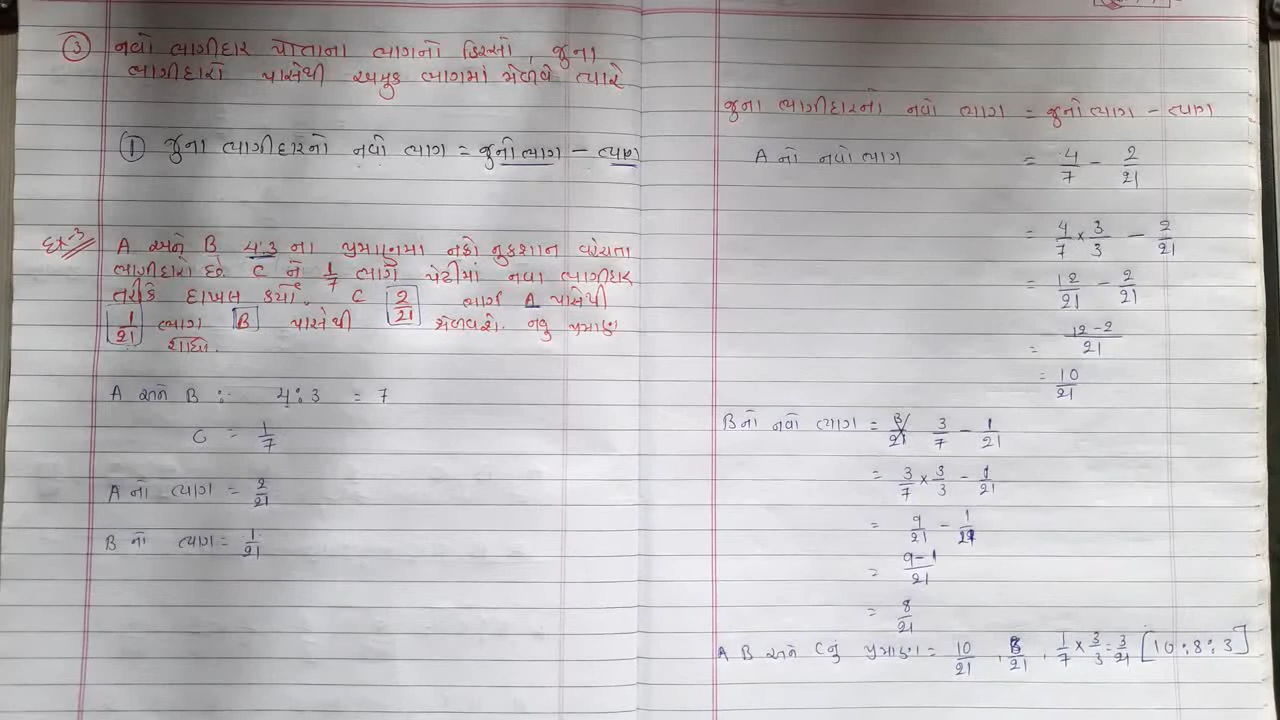 ③ નવો ભાગીદાર પોતાના ભાગનો હિસ્સો, જુના
ભાગીદારો પાસેથી અમુક ભાગમાં મેળવે ત્યારે
① જુના ભાગીદારનો નવો ભાગ = જુનો ભાગ - ત્યાગ
Ex-3 A અને B 4:3 ના પ્રમાણમા નફો નુકશાન વહેંચતા
ભાગીદારો છે C ને 1/7 ભાગે પેઢીમાં નવા ભાગીદાર
તરીકે દાખલ કર્યા. C 2/21 ભાગ A પાસેથી
1/21 ભાગ B પાસેથી મેળવશે. નવુ પ્રમાણ
શોધો.
A અને B :- 4:3 = 7
C = 1/7
A નો ત્યાગ = 2/21
B નો ત્યાગ = 1/21
જુના ભાગીદારનો નવો ભાગ = જુનો ભાગ - ત્યાગ
A નો નવો ભાગ = 4/7 - 2/21
= 4/7 × 3/3 - 2/21
= 12/21 - 2/21
= 12-2/21
= 10/21
B નો નવો ભાગ = 3/7 - 1/21
= 3/7 × 3/3 - 1/21
= 9/21 - 1/21
= 9-1/21
= 8/21
A B અને C નુ પ્રમાણ = 10/21 , 8/21 , 1/7 × 3/3 = 3/21 [10:8:3]